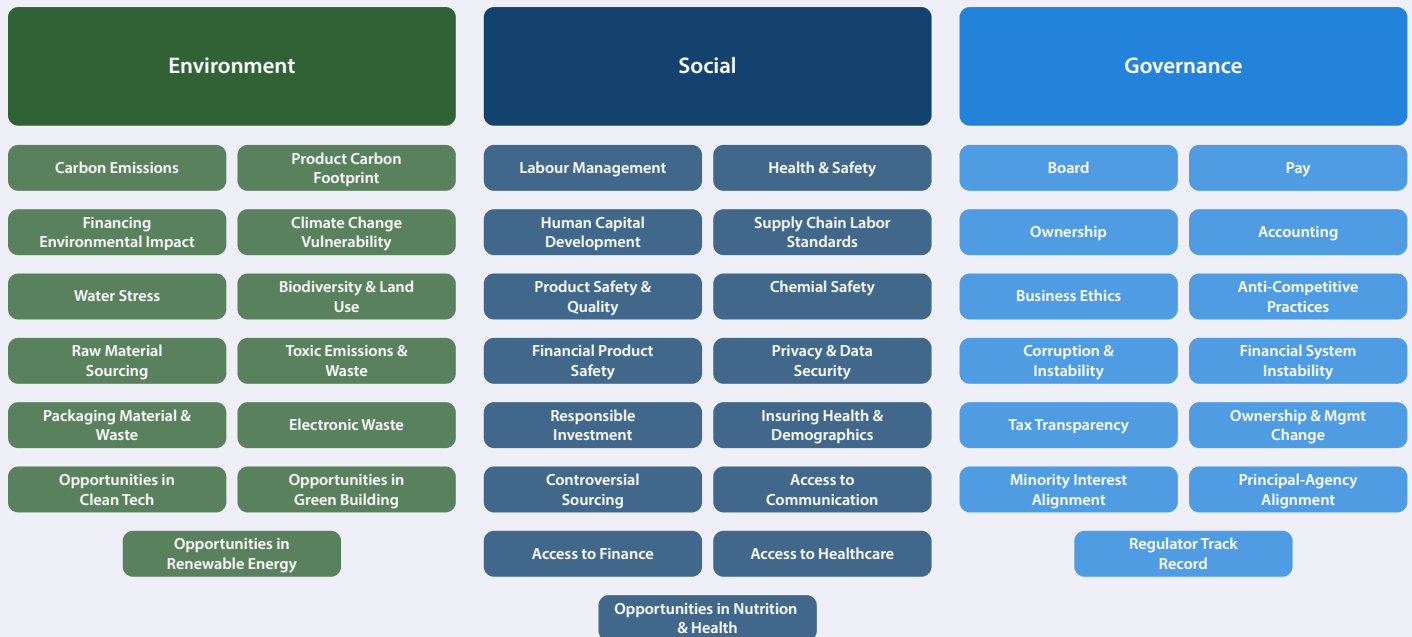 Environment
Carbon Emissions
Product Carbon
Footprint
Financing
Environmental Impact
Climate Change
Vulnerability
Water Stress
Biodiversity & Land
Use
Raw Material
Sourcing
Toxic Emissions &
Waste
Packaging Material &
Waste
Electronic Waste
Opportunities in
Clean Tech
Opportunities in
Green Building
Opportunities in
Renewable Energy
Social
Labour Management
Health & Safety
Human Capital
Development
Supply Chain Labor
Standards
Product Safety &
Quality
Chemial Safety
Financial Product
Safety
Privacy & Data
Security
Responsible
Investment
Insuring Health &
Demographics
Controversial
Sourcing
Access to
Communication
Access to Finance
Access to Healthcare
Opportunities in Nutrition
& Health
Governance
Board
Pay
Ownership
Accounting
Business Ethics
Anti-Competitive
Practices
Corruption &
Instability
Financial System
Instability
Tax Transparency
Ownership & Mgmt
Change
Minority Interest
Alignment
Principal-Agency
Alignment
Regulator Track
Record